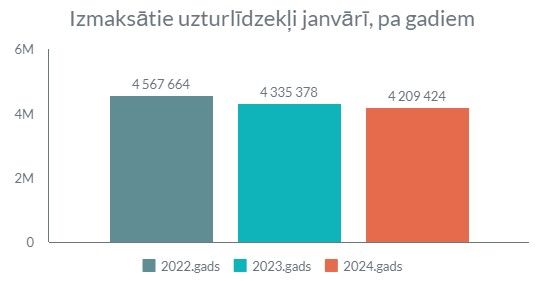 Izmaksātie uzturlīdzekļi janvārī, pa gadiem
6M
4M
2M
0
4 567 664
4 335 378
4 209 424
2022.gads
2023.gads
2024.gads